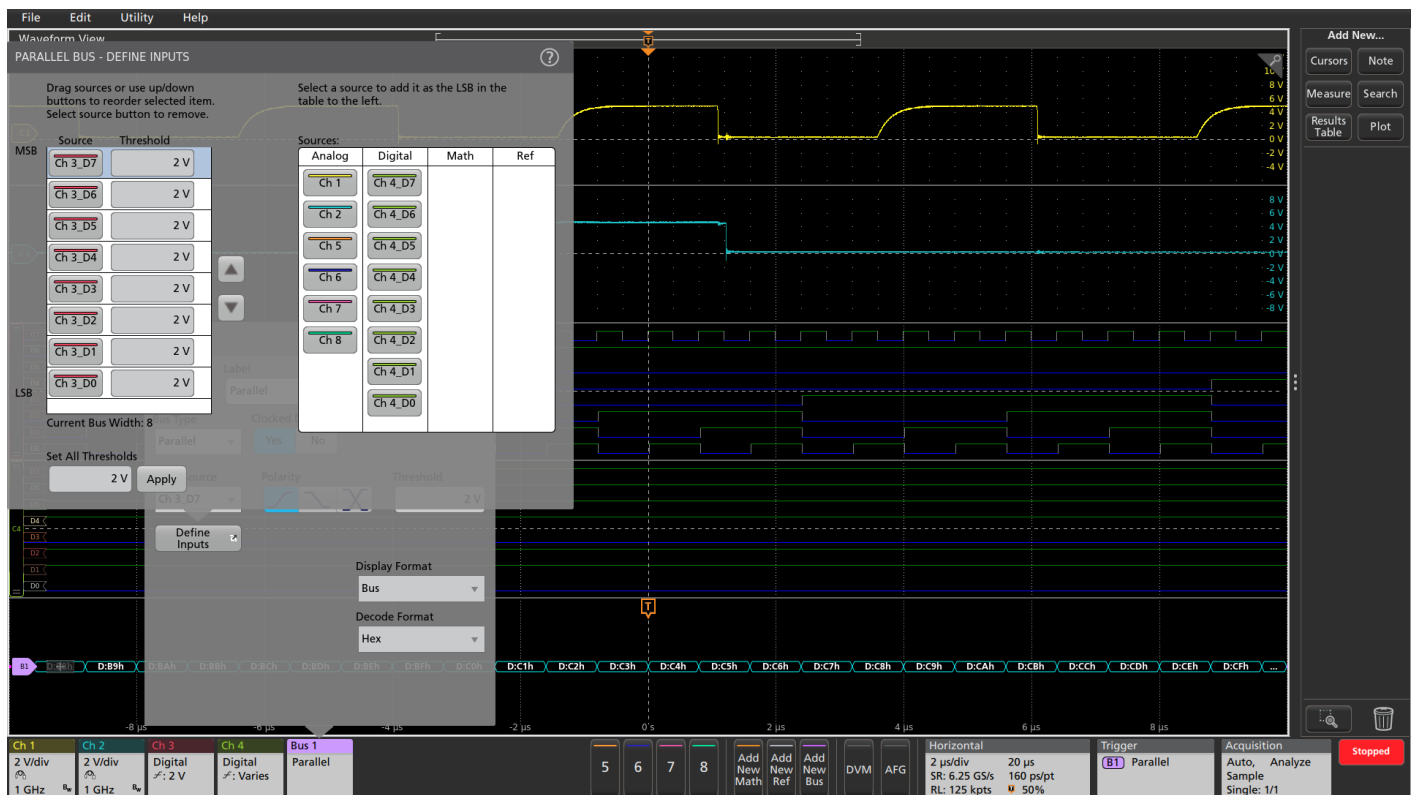 File Edit Utility Help
Waveform View
Add New...
PARALLEL BUS - DEFINE INPUTS ?
Cursors Note
Measure Search
Results Table Plot
Drag sources or use up/down
buttons to reorder selected item.
Select source button to remove.
Select a source to add it as the LSB in the
table to the left.
Source Threshold
Sources:
MSB
LSB
Analog Digital Math Ref
Ch 3_D7 2 V
Ch 3_D6 2 V
Ch 3_D5 2 V
Ch 3_D4 2 V
Ch 3_D3 2 V
Ch 3_D2 2 V
Ch 3_D1 2 V
Ch 3_D0 2 V
Ch 1 Ch 4_D7
Ch 2 Ch 4_D6
Ch 5 Ch 4_D5
Ch 6 Ch 4_D4
Ch 7 Ch 4_D3
Ch 8 Ch 4_D2
Ch 4_D1
Ch 4_D0
Current Bus Width: 8
Set All Thresholds
2 V Apply
T
8 V
6 V
4 V
2 V
0 V
-2 V
-4 V
8 V
6 V
4 V
2 V
0 V
-2 V
-4 V
-6 V
-8 V
C1
Label
Parallel
Bus Type Clocked
Parallel Yes No
Polarity Threshold
Ch 3_D7 2 V
Define
Inputs
C4
D4
D3
D2
D1
D0
Display Format
Bus
Decode Format
Hex
T
B1 D:B9h D:BAh D:BBh D:BCh D:BDh D:BEh D:BFh D:C0h D:C1h D:C2h D:C3h D:C4h D:C5h D:C6h D:C7h D:C8h D:C9h D:CAh D:CBh D:CCh D:CDh D:CEh D:CFh ...
-8 µs -6 µs -4 µs -2 µs 0 s 2 µs 4 µs 6 µs 8 µs
Ch 1
2 V/div
1 GHz Bw
Ch 2
2 V/div
1 GHz Bw
Ch 3
Digital
: 2 V
Ch 4
Digital
: Varies
Bus 1
Parallel
5 6 7 8
Add New Math
Add New Ref
Add New Bus
DVM AFG
Horizontal
2 µs/div 20 µs
SR: 6.25 GS/s 160 ps/pt
RL: 125 kpts 50%
Trigger
B1 Parallel
Acquisition
Auto, Analyze
Sample
Single: 1/1
Stopped